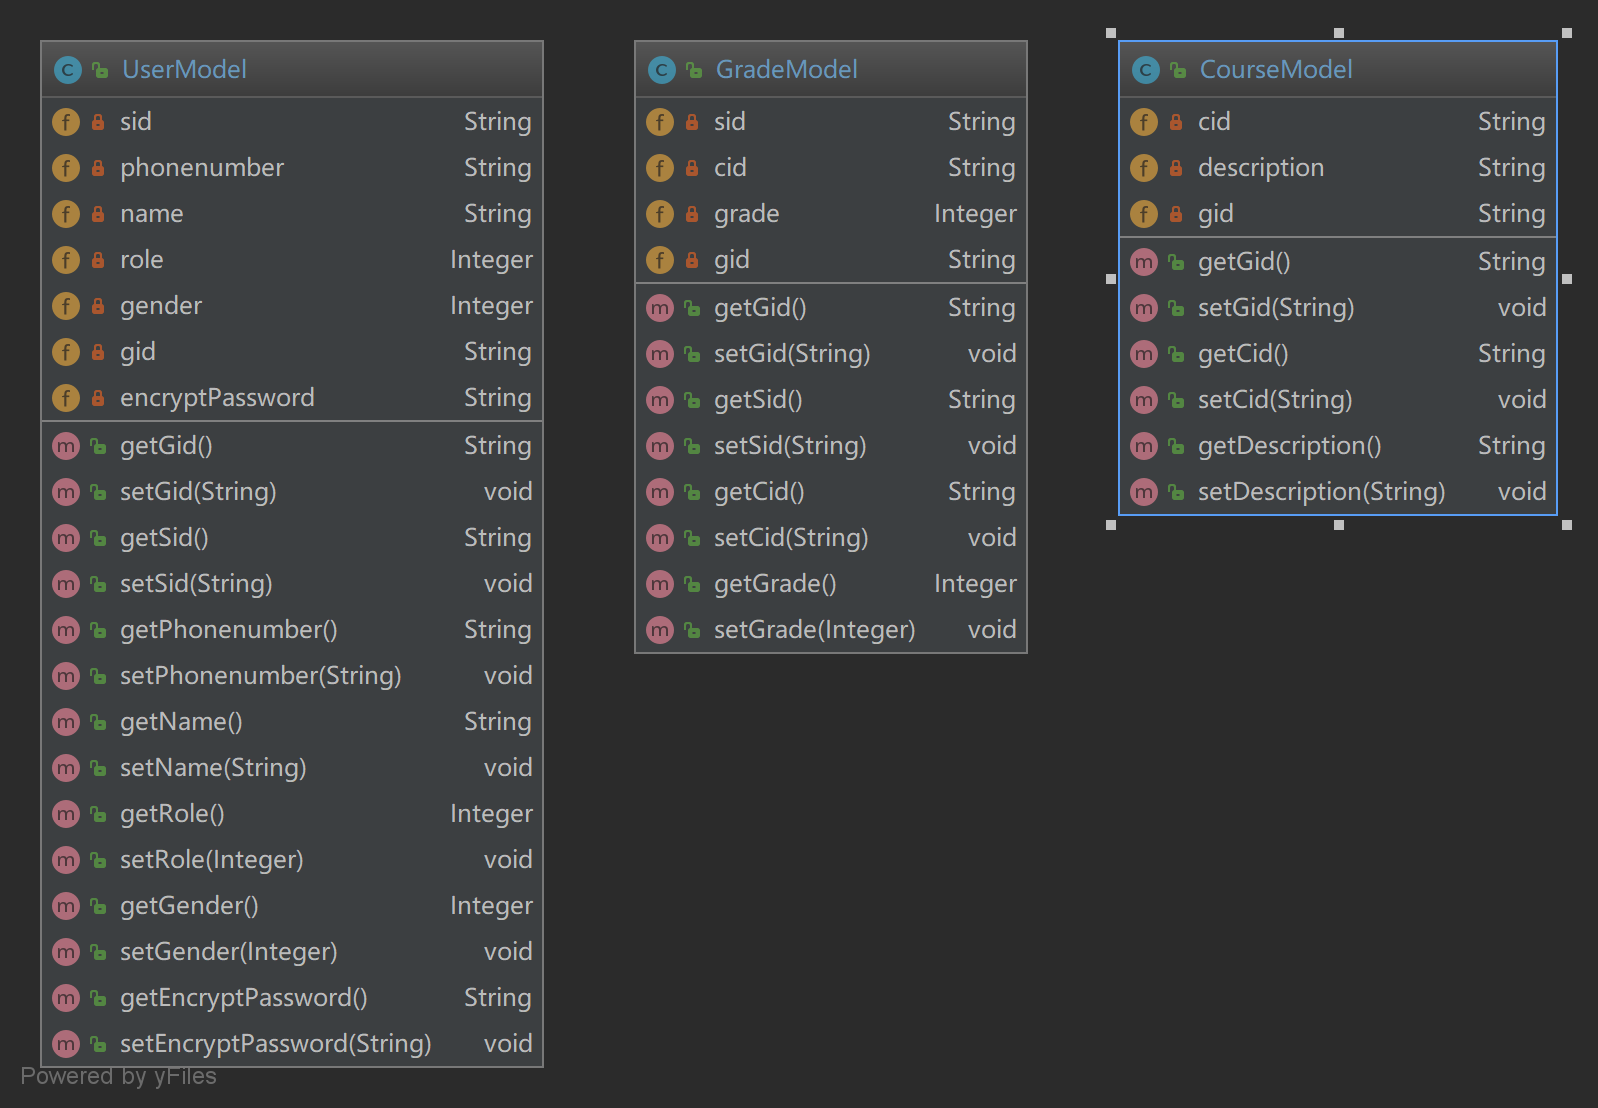 UserModel
sid String
phonenumber String
name String
role Integer
gender Integer
gid String
encryptPassword String
getGid() String
setGid(String) void
getSid() String
setSid(String) void
getPhonenumber() String
setPhonenumber(String) void
getName() String
setName(String) void
getRole() Integer
setRole(Integer) void
getGender() Integer
setGender(Integer) void
getEncryptPassword() String
setEncryptPassword(String) void
GradeModel
sid String
cid String
grade Integer
gid String
getGid() String
setGid(String) void
getSid() String
setSid(String) void
getCid() String
setCid(String) void
getGrade() Integer
setGrade(Integer) void
CourseModel
cid String
description String
gid String
getGid() String
setGid(String) void
getCid() String
setCid(String) void
getDescription() String
setDescription(String) void
Powered by yFiles